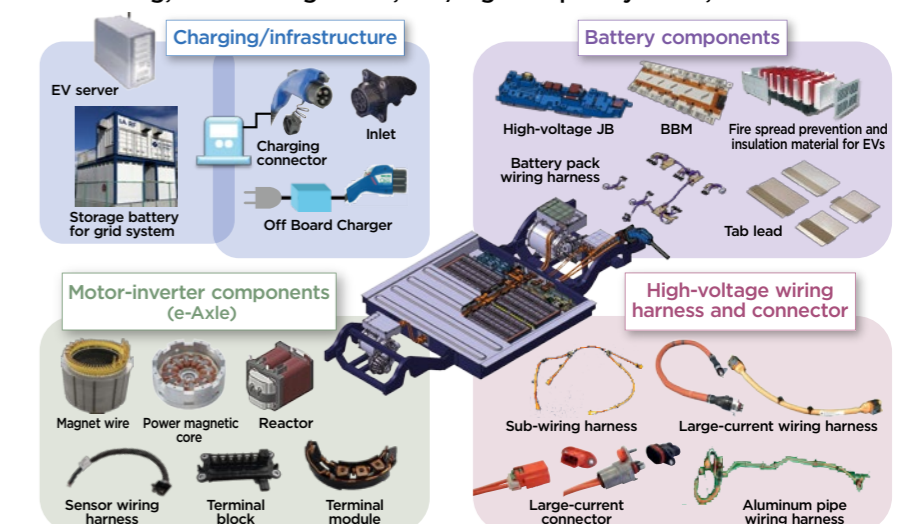 Charging/infrastructure
EV server
Storage battery
for grid system
Charging
connector
Inlet
Off Board Charger
Battery components
High-voltage JB
BBM
Fire spread prevention and
insulation material for EVs
Battery pack
wiring harness
Tab lead
Motor-inverter components
(e-Axle)
Magnet wire
Power magnetic
core
Reactor
Sensor wiring
harness
Terminal
block
Terminal
module
High-voltage wiring
harness and connector
Sub-wiring harness
Large-current wiring harness
Large-current
connector
Aluminum pipe
wiring harness